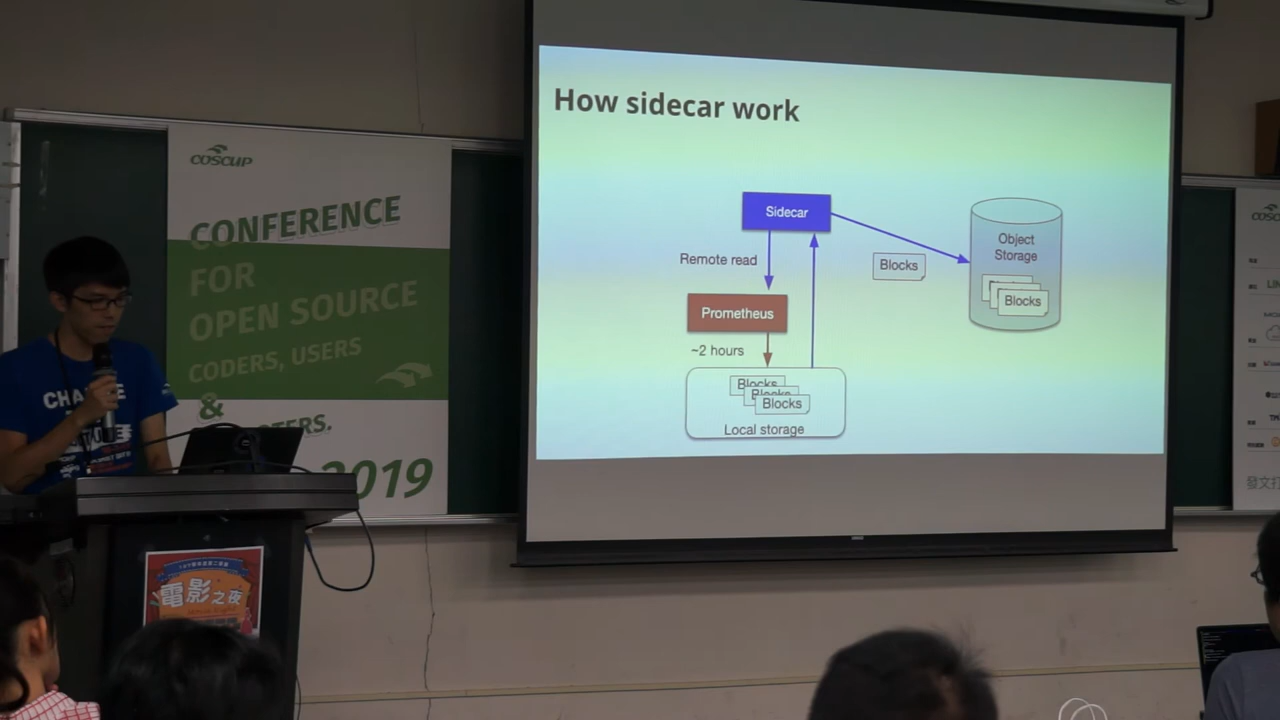 How sidecar work
Sidecar
Remote read
Blocks
Object
Storage
Blocks
Prometheus
~2 hours
Blocks
Blocks
Blocks
Local storage
COSCUP
CONFERENCE
FOR
OPEN SOURCE
CODERS, USERS
&
2019
電影之夜